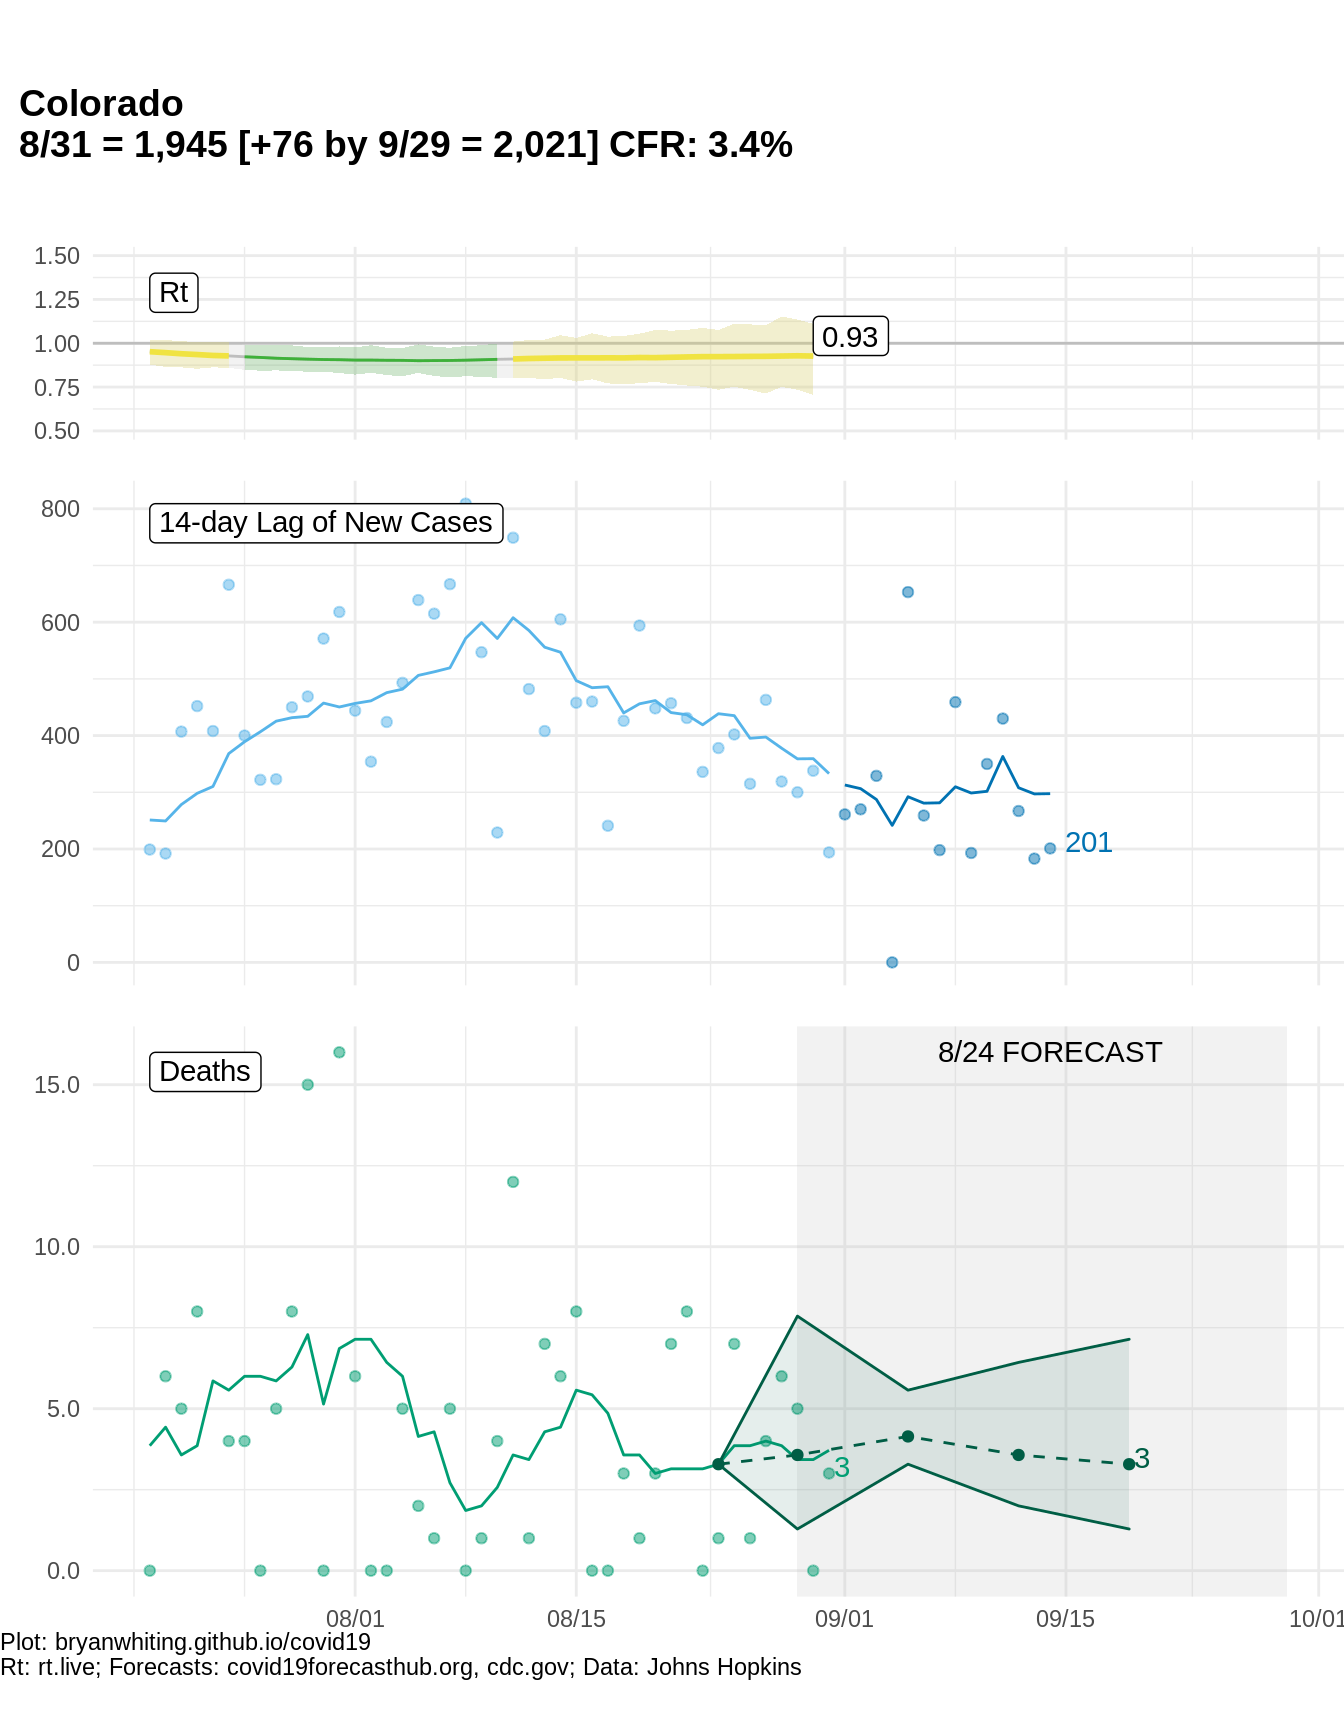 Colorado
8/31 = 1,945 [+76 by 9/29 = 2,021] CFR: 3.4%
1.50
1.25
1.00
0.75
0.50
Rt
0.93
800
600
400
200
0
14-day Lag of New Cases
201
15.0
10.0
5.0
0.0
Deaths
8/24 FORECAST
3
3
08/01
08/15
09/01
09/15
10/01
Plot: bryanwhiting.github.io/covid19
Rt: rt.live; Forecasts: covid19forecasthub.org, cdc.gov; Data: Johns Hopkins